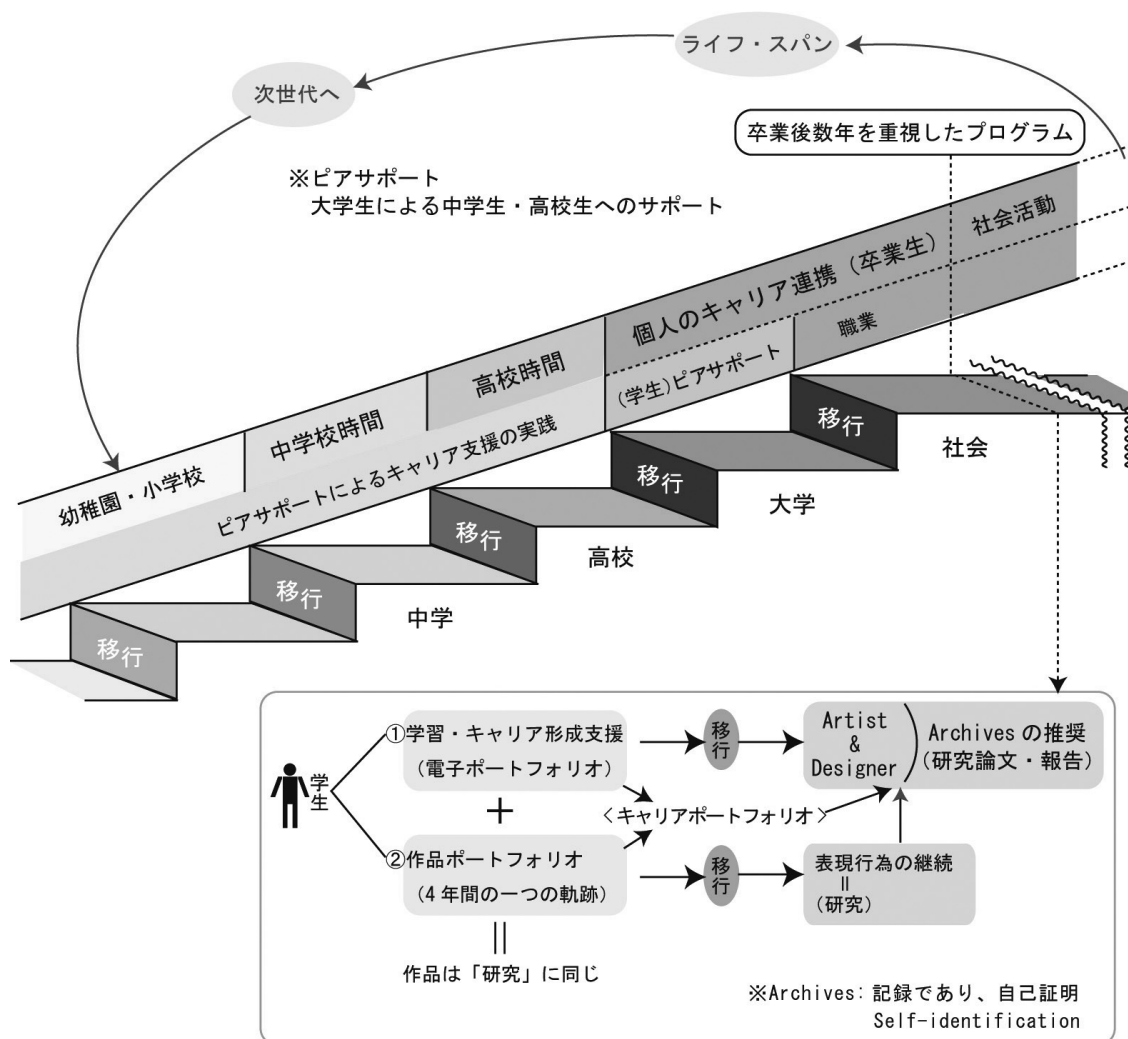 ライフ・スパン
次世代へ
卒業後数年を重視したプログラム
※ピアサポート
大学生による中学生・高校生へのサポート
社会活動
個人のキャリア連携（卒業生）
職業
高校時間
(学生)ピアサポート
中学校時間
幼稚園・小学校
ピアサポートによるキャリア支援の実践
移行
社会
移行
大学
移行
高校
移行
中学
移行
学生
①学習・キャリア形成支援
(電子ポートフォリオ)
移行
Artist
&
Designer
Archives の推奨
(研究論文・報告)
＋
<キャリアポートフォリオ>
②作品ポートフォリオ
(4 年間の一つの軌跡)
移行
表現行為の継続
||
(研究)
||
作品は「研究」に同じ
※Archives: 記録であり、自己証明
Self-identification